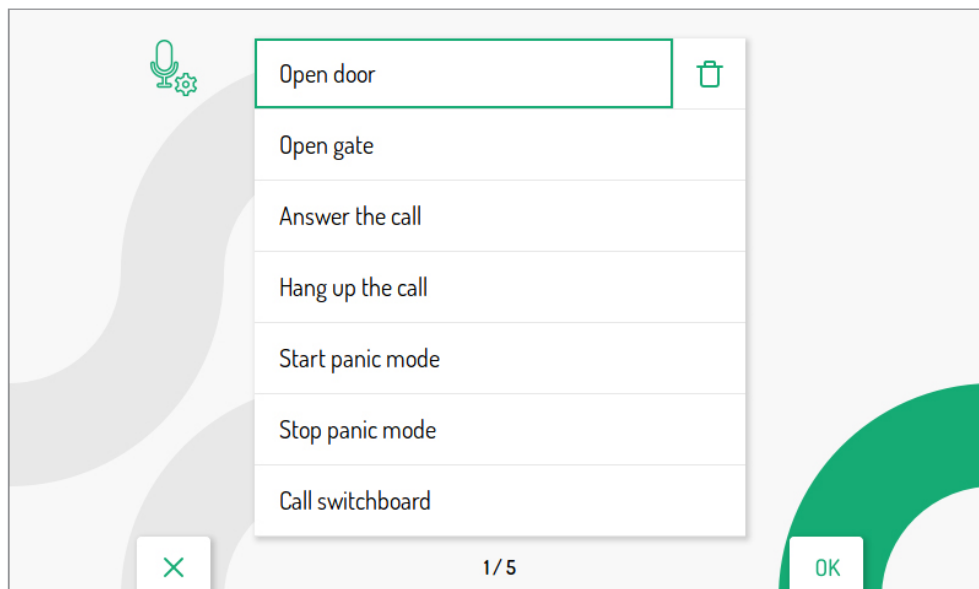 Open door
Open gate
Answer the call
Hang up the call
Start panic mode
Stop panic mode
Call switchboard
1 / 5
OK